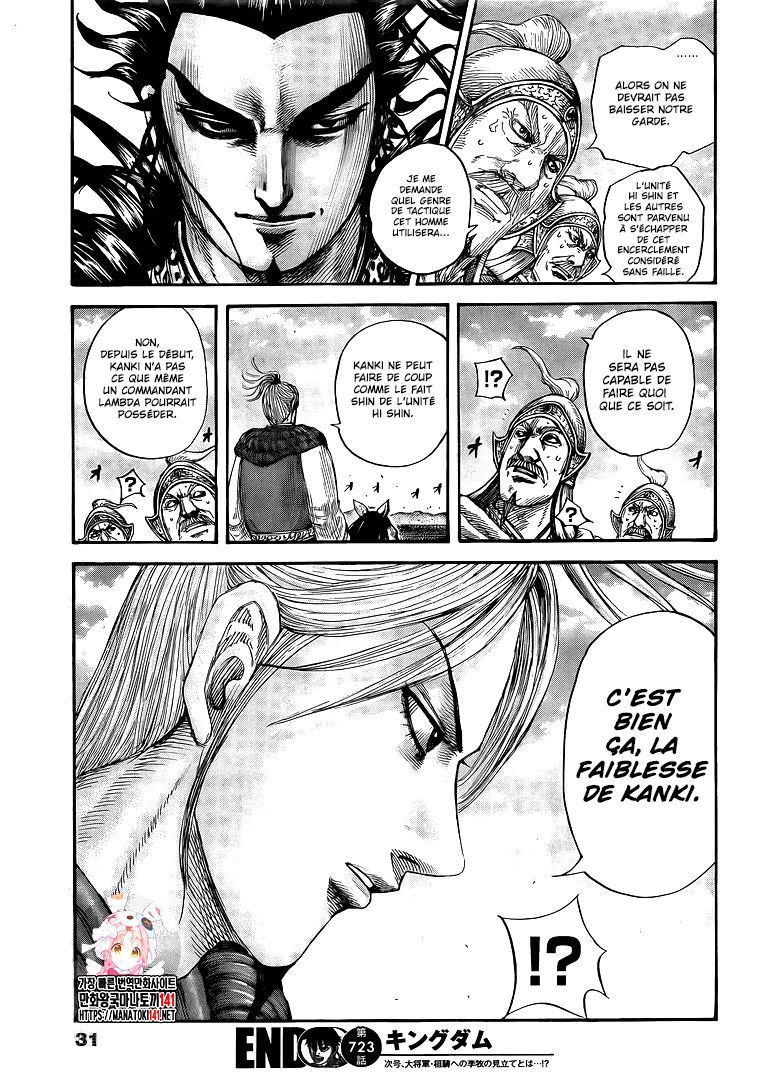 ……
ALORS ON NE
DEVRAIT PAS
BAISSER NOTRE
GARDE.
L'UNITÉ
HI SHIN ET
LES AUTRES
SONT PARVENU
À S'ÉCHAPPER
DE CET
ENCERCLEMENT
CONSIDÉRÉ
SANS FAILLE.
JE ME
DEMANDE
QUEL GENRE
DE TACTIQUE
CET HOMME
UTILISERA...
IL NE
SERA PAS
CAPABLE DE
FAIRE QUOI
QUE CE SOIT.
!?
?
KANKI NE PEUT
FAIRE DE COUP
COMME LE FAIT
SHIN DE L'UNITÉ
HI SHIN.
NON,
DEPUIS LE DÉBUT,
KANKI N'A PAS
CE QUE MÊME
UN COMMANDANT
LAMBDA POURRAIT
POSSÉDER.
?
C'EST
BIEN
ÇA, LA
FAIBLESSE
DE KANKI.
!?
가장 빠른 번역만화사이트
만화왕국마나토끼141
HTTPS://MANATOKI141.NET
31
END
第
723
話
キングダム
次号、大将軍・桓騎への李牧の見立てとは…!?